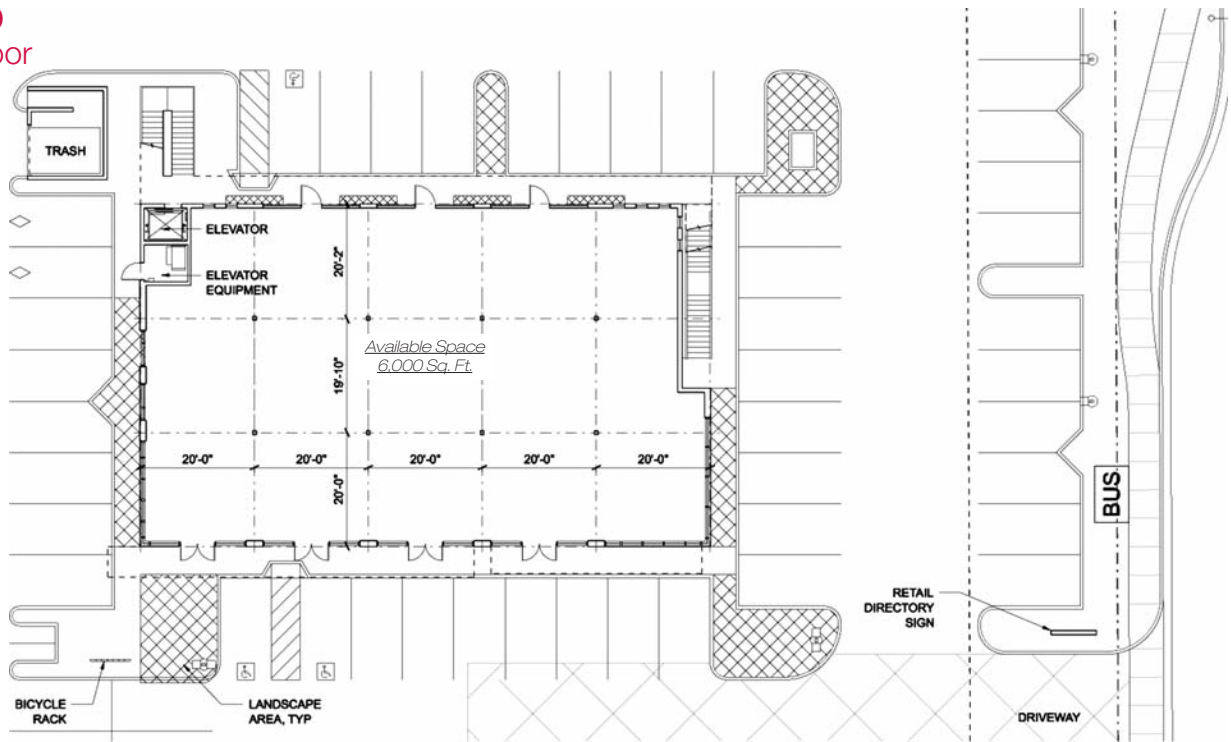 oor
TRASH
ELEVATOR
ELEVATOR
EQUIPMENT
20'-2"
Available Space
6,000 Sq. Ft.
19'-10"
20'-0"
20'-0"
20'-0"
20'-0"
20'-0"
20'-0"
BUS
RETAIL
DIRECTORY
SIGN
BICYCLE
RACK
LANDSCAPE
AREA, TYP
DRIVEWAY